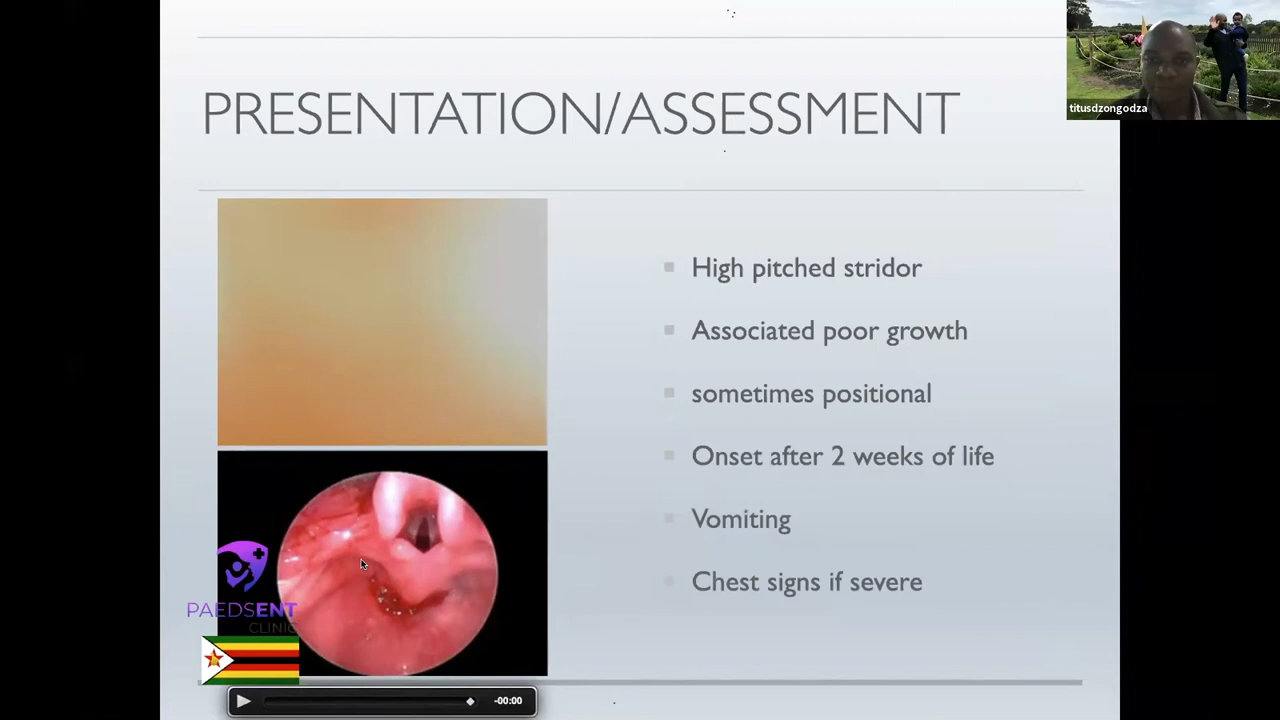 PRESENTATION/ASSESSMENT
titusdzongodza
High pitched stridor
Associated poor growth
sometimes positional
Onset after 2 weeks of life
Vomiting
Chest signs if severe
PAEDSENT
CLINIC
-00:00